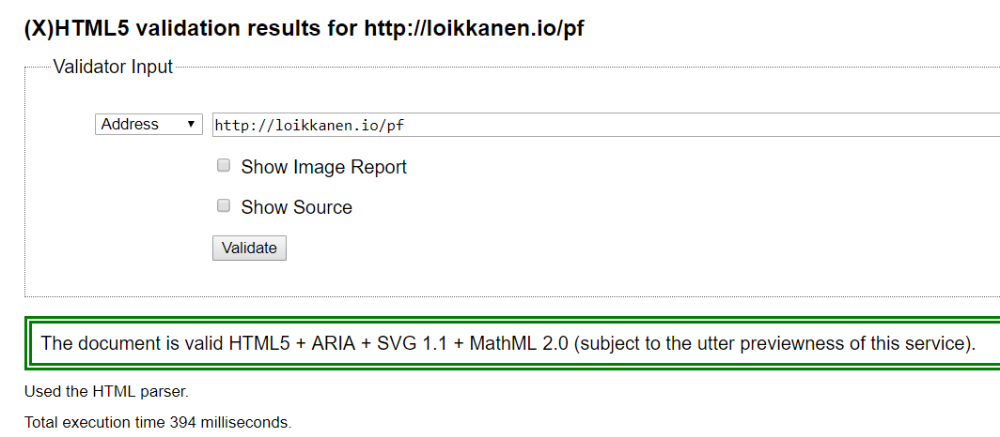 (X)HTML5 validation results for http://loikkanen.io/pf
Validator Input
Address http://loikkanen.io/pf
Show Image Report
Show Source
Validate
The document is valid HTML5 + ARIA + SVG 1.1 + MathML 2.0 (subject to the utter previewness of this service).
Used the HTML parser.
Total execution time 394 milliseconds.